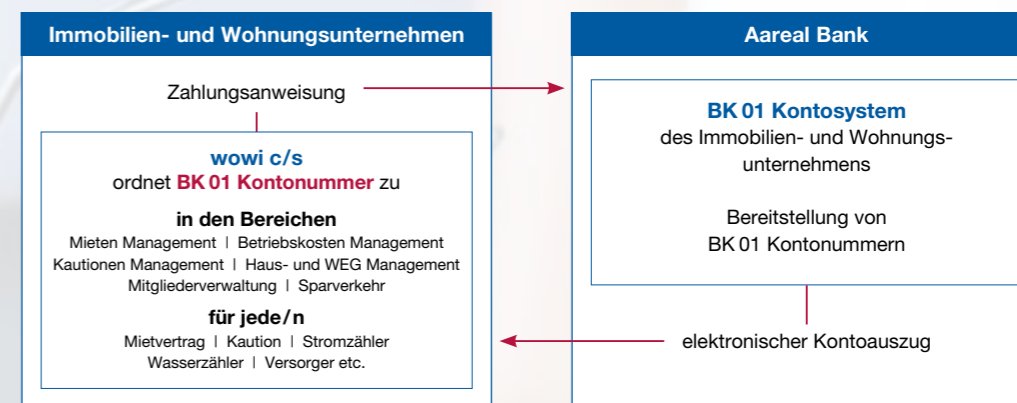 Immobilien- und Wohnungsunternehmen
Zahlungsanweisung
wowi c/s
ordnet BK 01 Kontonummer zu
in den Bereichen
Mieten Management | Betriebskosten Management
Kautionen Management | Haus- und WEG Management
Mitgliederverwaltung | Sparverkehr
für jede/n
Mietvertrag | Kaution | Stromzähler
Wasserzähler | Versorger etc.
Aareal Bank
BK 01 Kontosystem
des Immobilien- und Wohnungs-
unternehmens
Bereitstellung von
BK 01 Kontonummern
elektronischer Kontoauszug